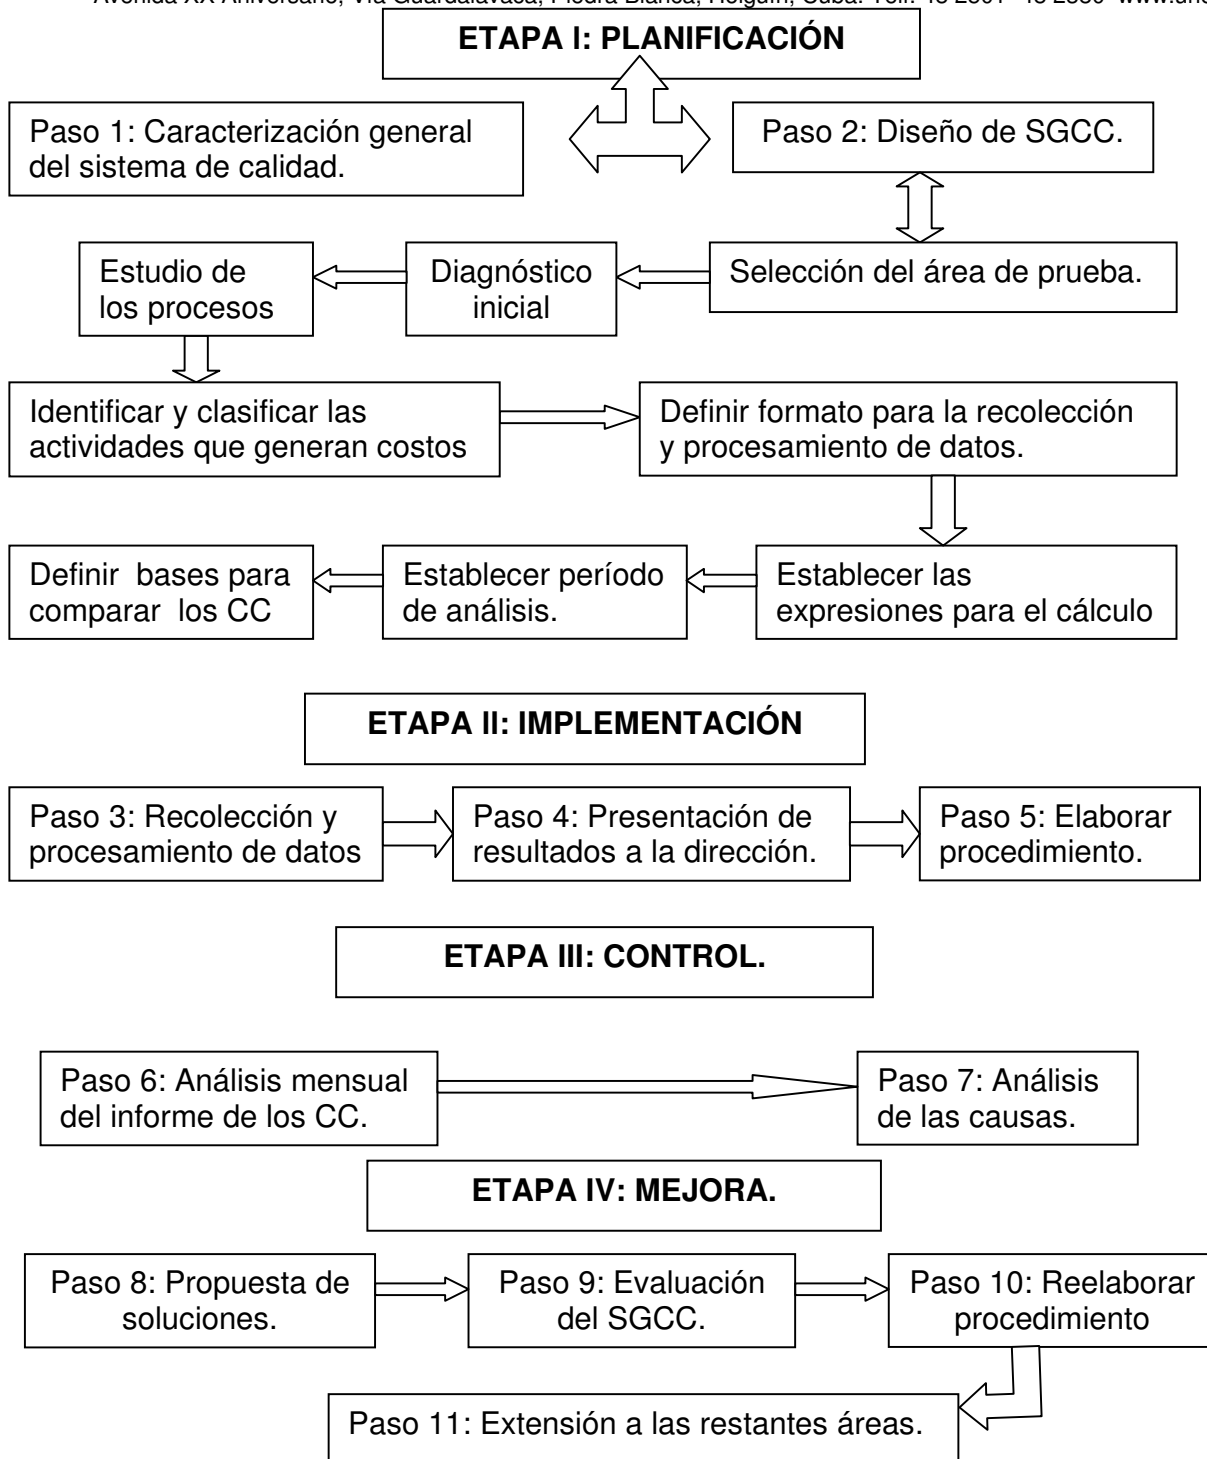 ETAPA I: PLANIFICACIÓN
Paso 1: Caracterización general
del sistema de calidad.
Paso 2: Diseño de SGCC.
Selección del área de prueba.
Diagnóstico
inicial
Estudio de
los procesos
Identificar y clasificar las
actividades que generan costos
Definir formato para la recolección
y procesamiento de datos.
Establecer las
expresiones para el cálculo
Establecer período
de análisis.
Definir bases para
comparar los CC
ETAPA II: IMPLEMENTACIÓN
Paso 3: Recolección y
procesamiento de datos
Paso 4: Presentación de
resultados a la dirección.
Paso 5: Elaborar
procedimiento.
ETAPA III: CONTROL.
Paso 6: Análisis mensual
del informe de los CC.
Paso 7: Análisis
de las causas.
ETAPA IV: MEJORA.
Paso 8: Propuesta de
soluciones.
Paso 9: Evaluación
del SGCC.
Paso 10: Reelaborar
procedimiento
Paso 11: Extensión a las restantes áreas.